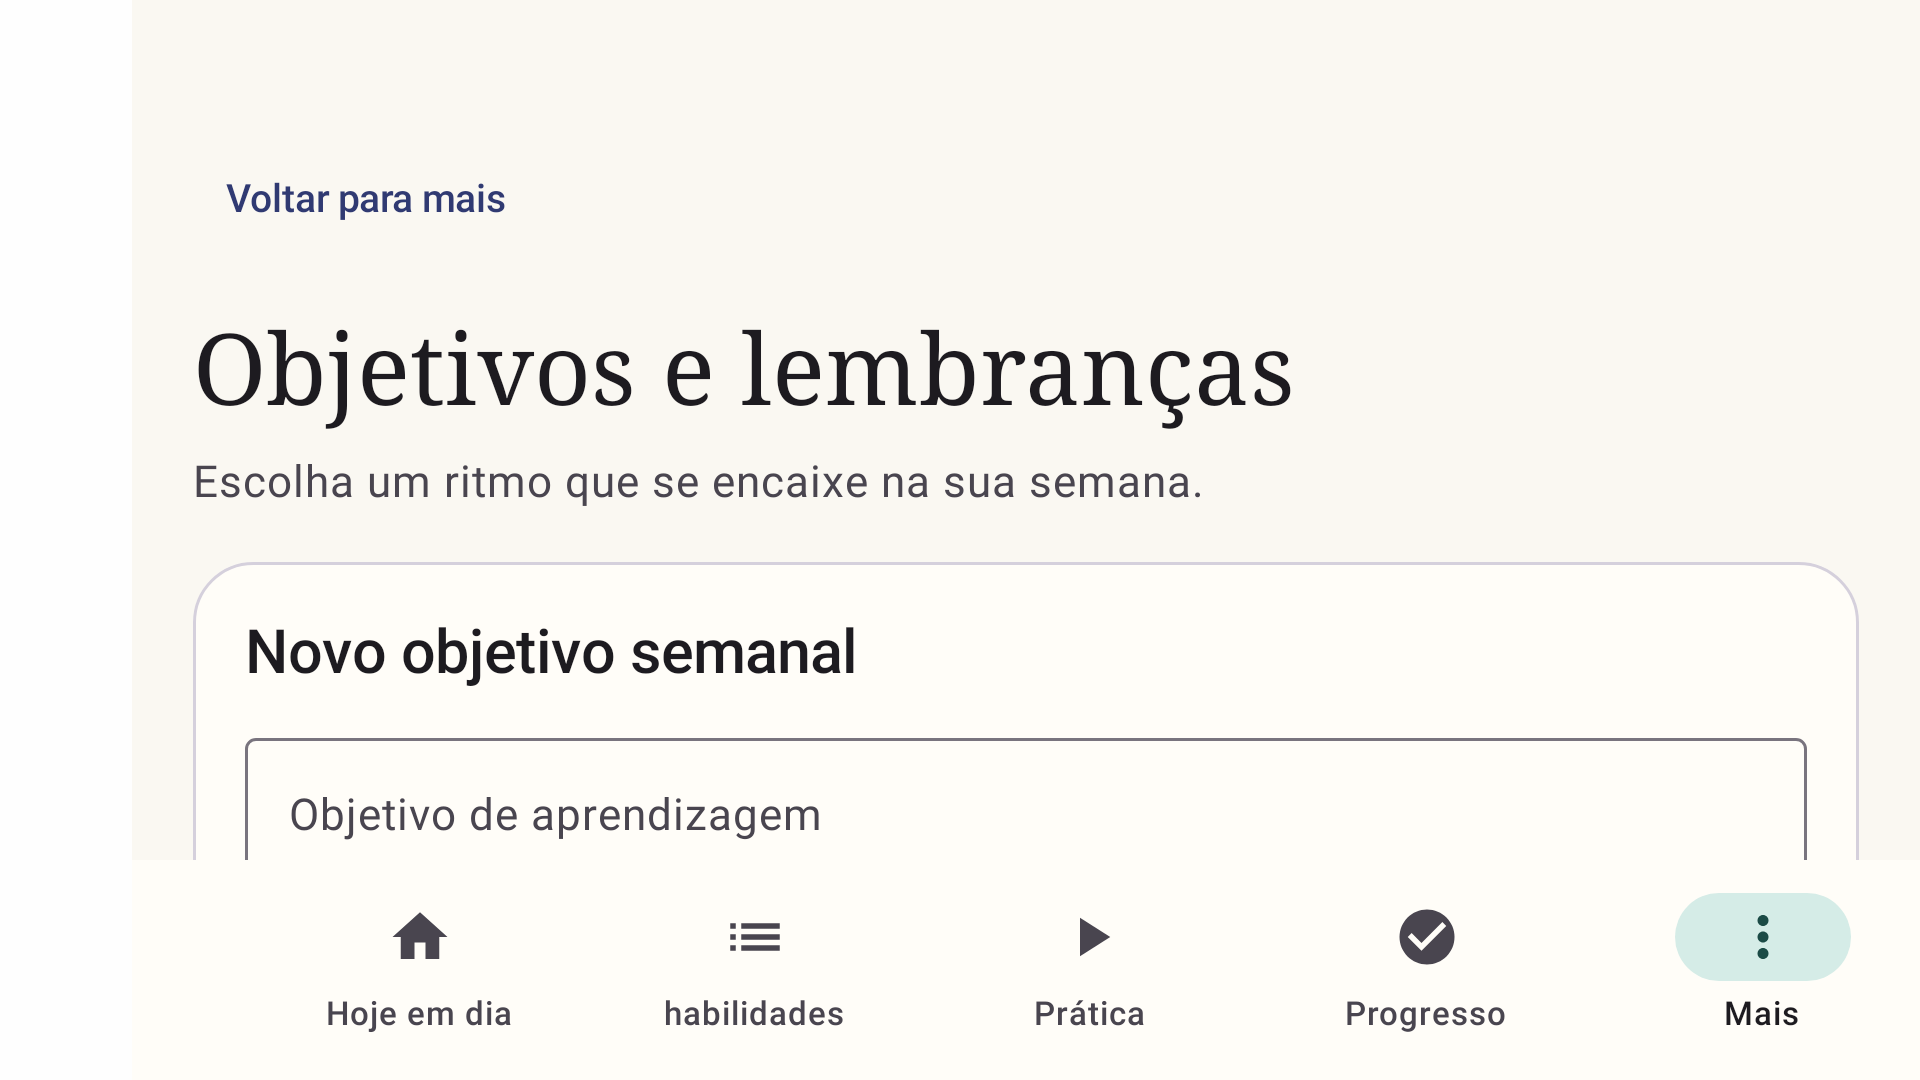 Voltar para mais
Objetivos e lembranças
Escolha um ritmo que se encaixe na sua semana.
Novo objetivo semanal
Objetivo de aprendizagem
Hoje em dia
habilidades
Prática
Progresso
Mais